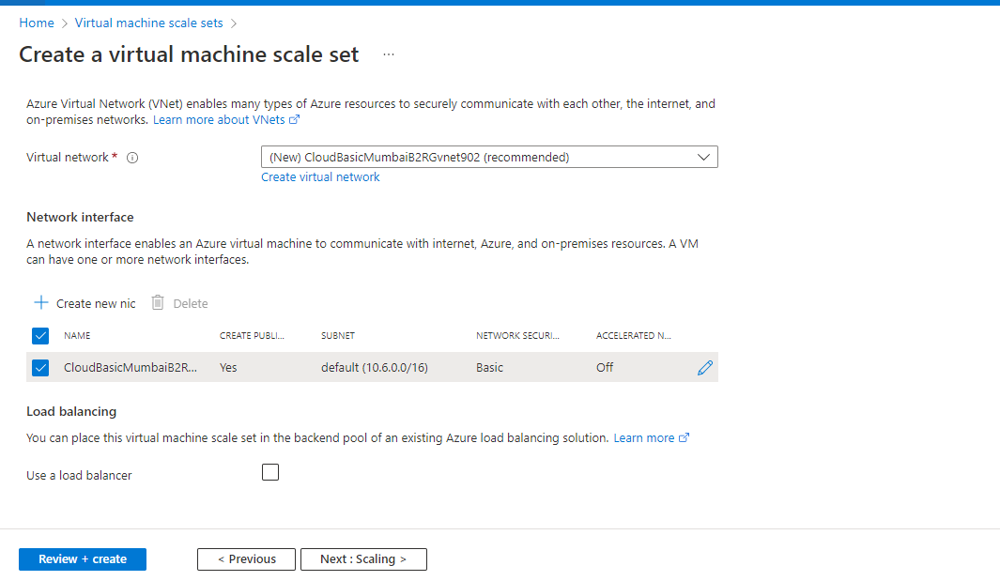 Home > Virtual machine scale sets >
Create a virtual machine scale set ...
Azure Virtual Network (VNet) enables many types of Azure resources to securely communicate with each other, the internet, and
on-premises networks. Learn more about VNets
Virtual network * (New) CloudBasicMumbaiB2RGvnet902 (recommended)
Create virtual network
Network interface
A network interface enables an Azure virtual machine to communicate with internet, Azure, and on-premises resources. A VM
can have one or more network interfaces.
Create new nic Delete
NAME CREATE PUBLI... SUBNET NETWORK SECURI... ACCELERATED N...
CloudBasicMumbaiB2R... Yes default (10.6.0.0/16) Basic Off
Load balancing
You can place this virtual machine scale set in the backend pool of an existing Azure load balancing solution. Learn more
Use a load balancer
Review + create < Previous Next : Scaling >